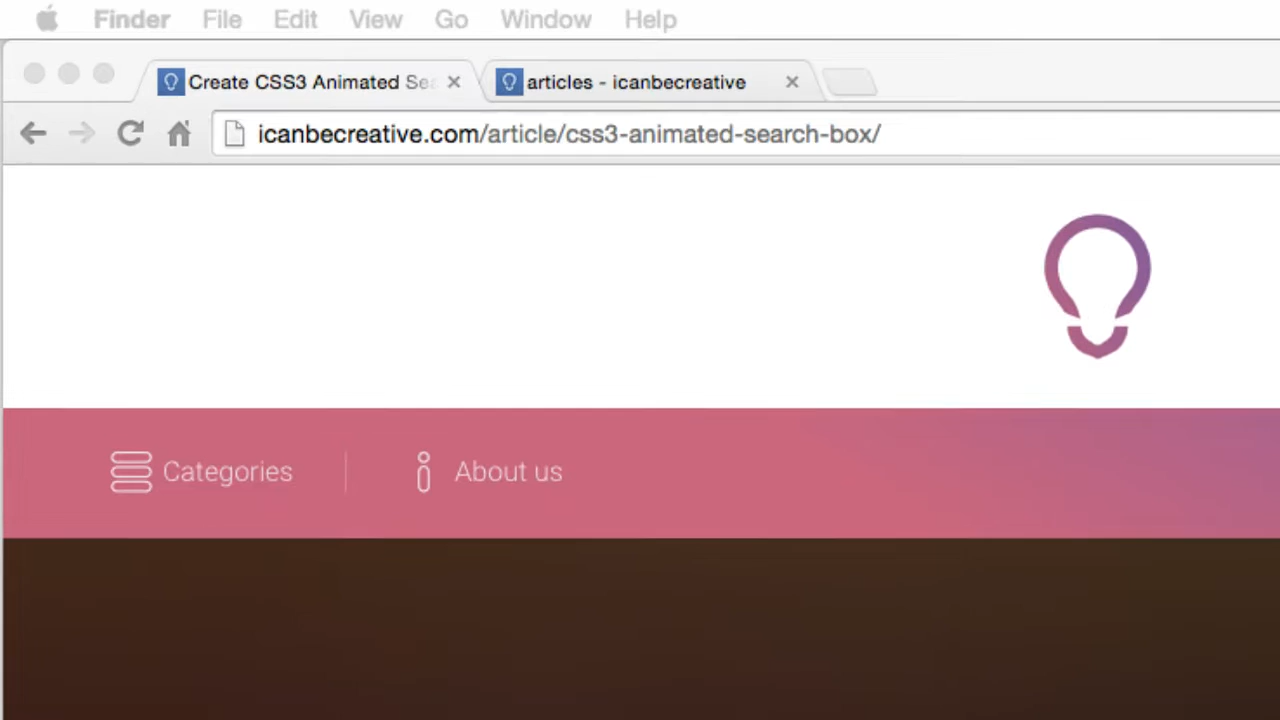 Finder File Edit View Go Window Help
Create CSS3 Animated Sea articles - icanbecreative
icanbecreative.com/article/css3-animated-search-box/
Categories About us